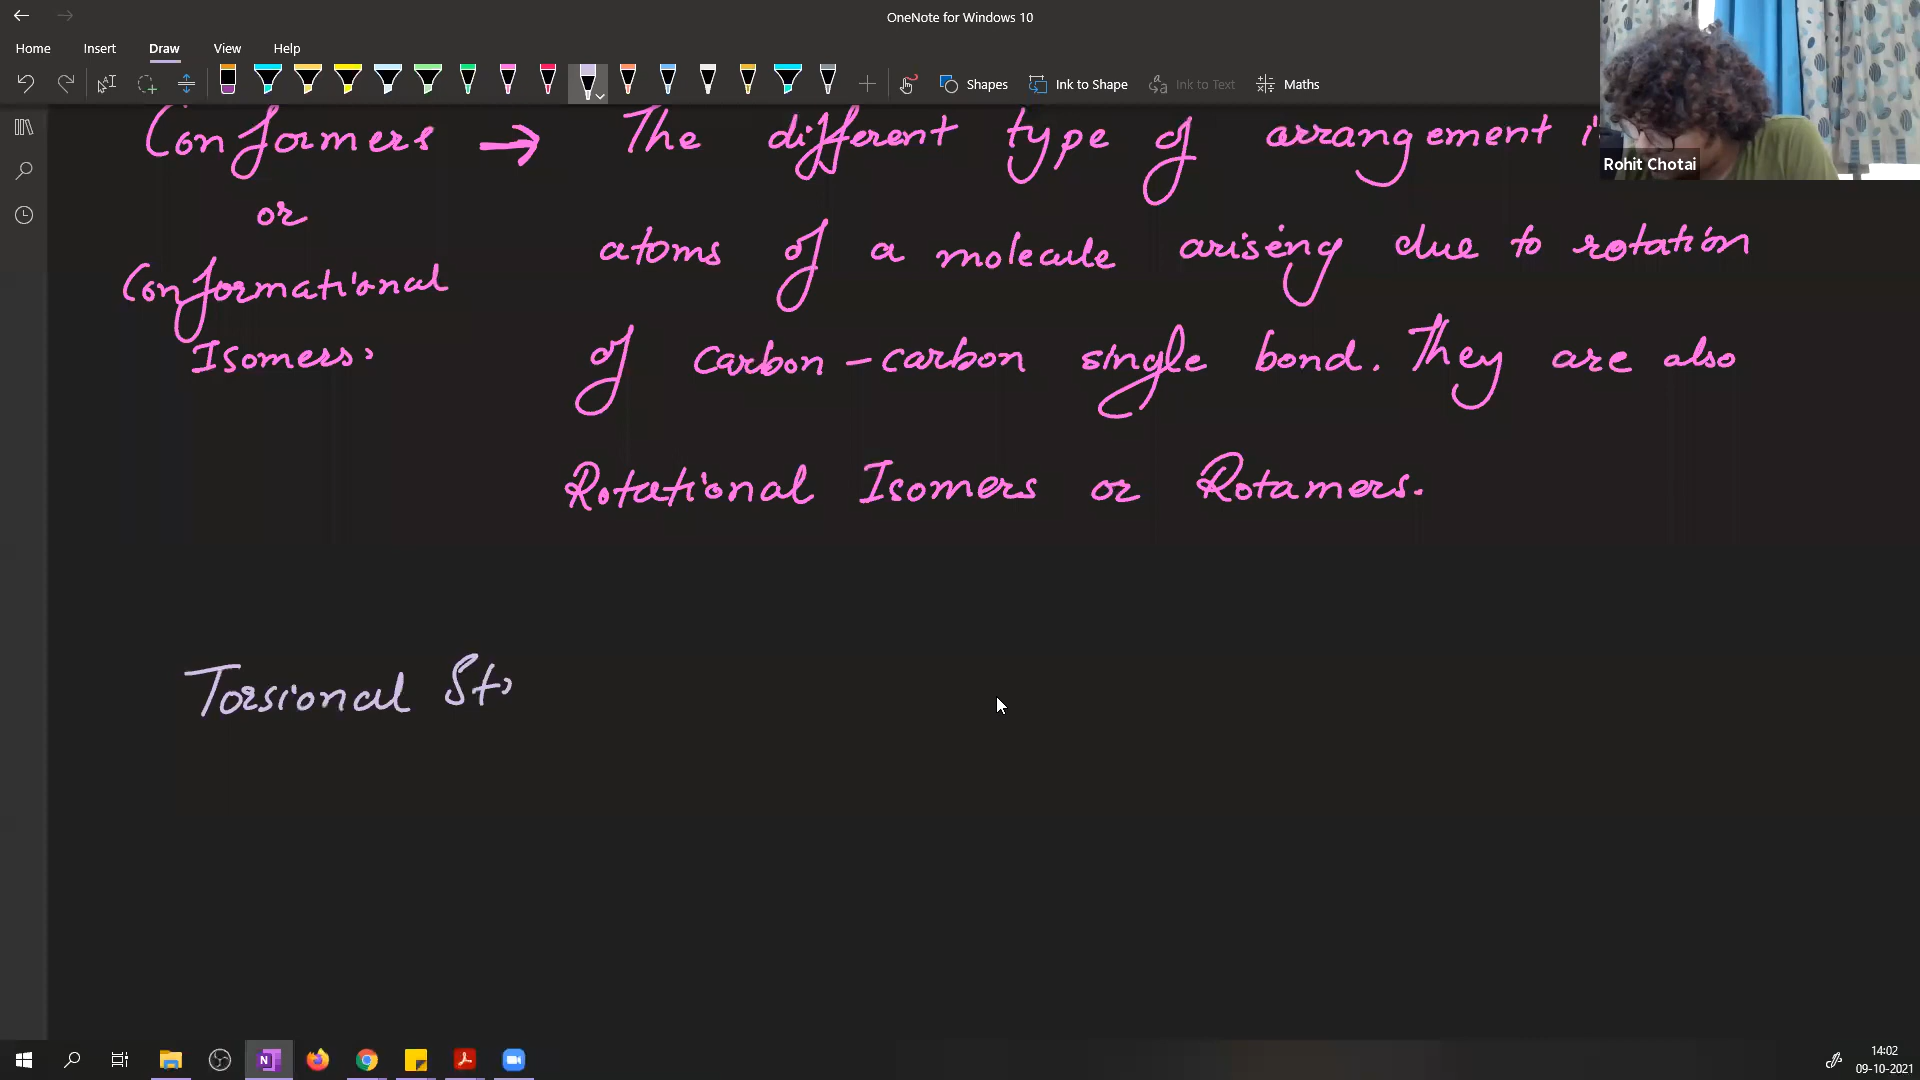 OneNote for Windows 10
Home Insert Draw View Help
Shapes Ink to Shape Ink to Text Maths
Rohit Chotai
Conformers → The different type of arrangement
or
atoms of a molecule arising due to rotation
Conformational
Isomers:
of carbon-carbon single bond. They are also
Rotational Isomers or Rotamers.
Torsional
14:02
09-10-2021